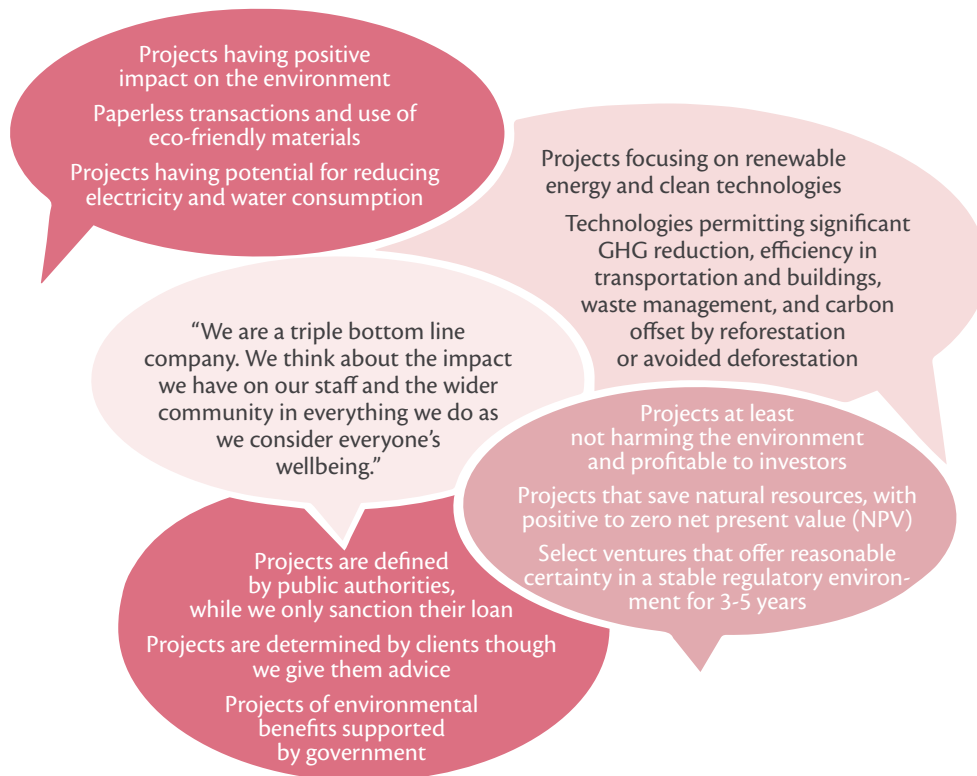 Projects having positive
impact on the environment
Paperless transactions and use of
eco-friendly materials
Projects having potential for reducing
electricity and water consumption
Projects focusing on renewable
energy and clean technologies
Technologies permitting significant
GHG reduction, efficiency in
transportation and buildings,
waste management, and carbon
offset by reforestation
or avoided deforestation
“We are a triple bottom line
company. We think about the impact
we have on our staff and the wider
community in everything we do as
we consider everyone’s
wellbeing.”
Projects at least
not harming the environment
and profitable to investors
Projects that save natural resources, with
positive to zero net present value (NPV)
Select ventures that offer reasonable
certainty in a stable regulatory environ-
ment for 3-5 years
Projects are defined
by public authorities,
while we only sanction their loan
Projects are determined by clients though
we give them advice
Projects of environmental
benefits supported
by government